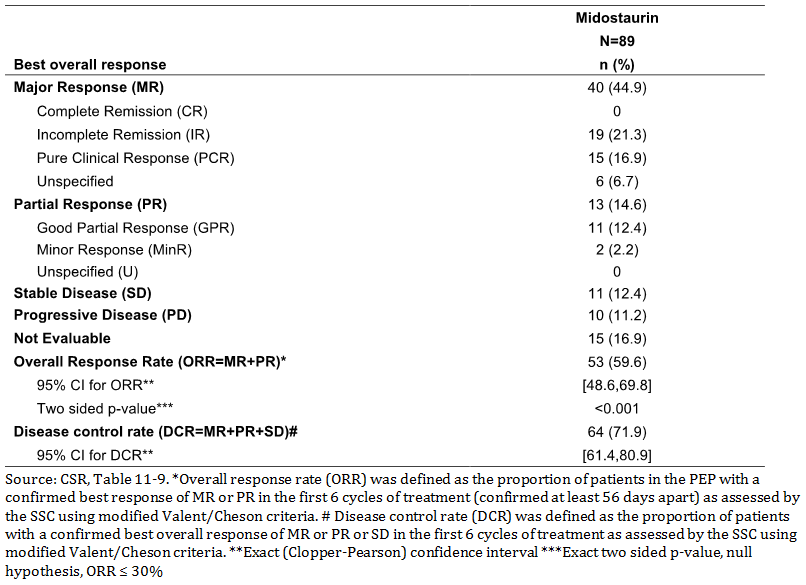 Midostaurin
N=89
Best overall response n (%)
Major Response (MR) 40 (44.9)
Complete Remission (CR) 0
Incomplete Remission (IR) 19 (21.3)
Pure Clinical Response (PCR) 15 (16.9)
Unspecified 6 (6.7)
Partial Response (PR) 13 (14.6)
Good Partial Response (GPR) 11 (12.4)
Minor Response (MinR) 2 (2.2)
Unspecified (U) 0
Stable Disease (SD) 11 (12.4)
Progressive Disease (PD) 10 (11.2)
Not Evaluable 15 (16.9)
Overall Response Rate (ORR=MR+PR)* 53 (59.6)
95% CI for ORR** [48.6,69.8]
Two sided p-value*** <0.001
Disease control rate (DCR=MR+PR+SD)# 64 (71.9)
95% CI for DCR** [61.4,80.9]
Source: CSR, Table 11-9. *Overall response rate (ORR) was defined as the proportion of patients in the PEP with a
confirmed best response of MR or PR in the first 6 cycles of treatment (confirmed at least 56 days apart) as assessed by
the SSC using modified Valent/Cheson criteria. # Disease control rate (DCR) was defined as the proportion of patients
with a confirmed best overall response of MR or PR or SD in the first 6 cycles of treatment as assessed by the SSC using
modified Valent/Cheson criteria. **Exact (Clopper-Pearson) confidence interval ***Exact two sided p-value, null
hypothesis, ORR ≤ 30%